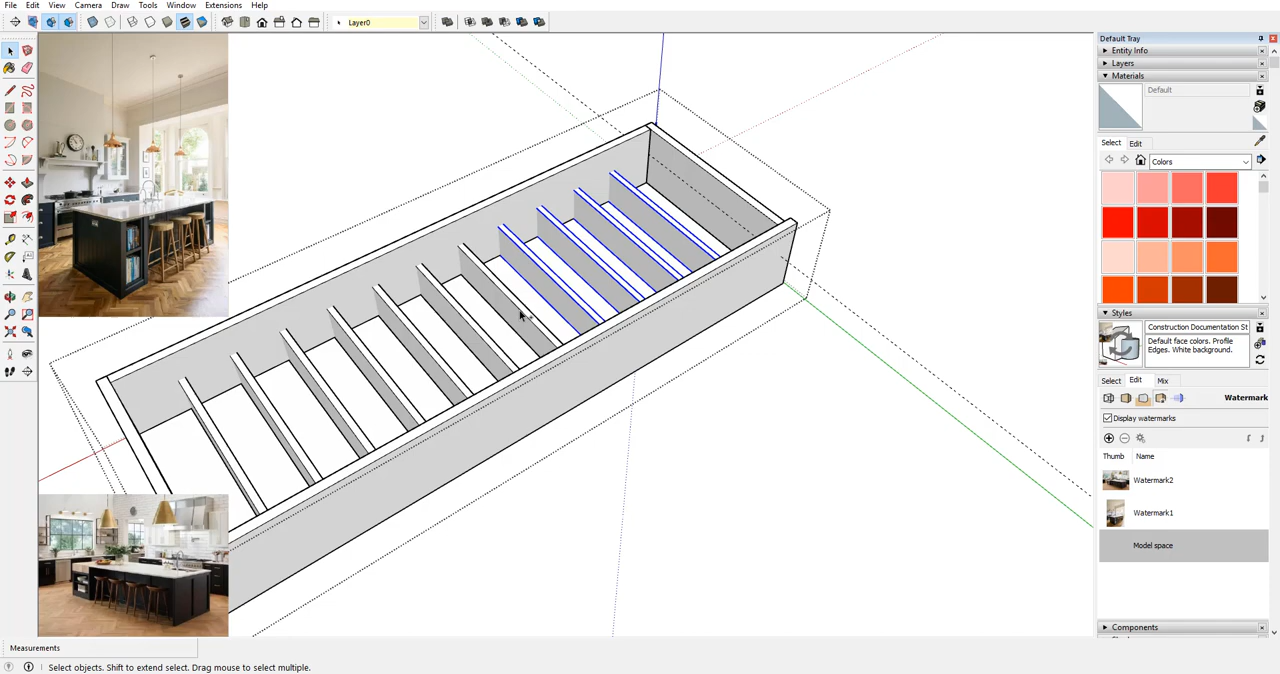 File Edit View Camera Draw Tools Window Extensions Help
Layer0
Default Tray
Entity Info
Layers
Materials
Default
Select Edit
Colors
Styles
Construction Documentation St
Default face colors. Profile
Edges. White background.
Select Edit Mix
Watermark
Display watermarks
Thumb Name
Watermark2
Watermark1
Model space
Components
Measurements
Select objects. Shift to extend select. Drag mouse to select multiple.